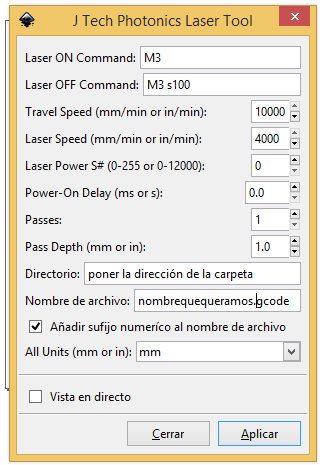 J Tech Photonics Laser Tool
Laser ON Command: M3
Laser OFF Command: M3 s100
Travel Speed (mm/min or in/min): 10000
Laser Speed (mm/min or in/min): 4000
Laser Power S# (0-255 or 0-12000): 0
Power-On Delay (ms or s): 0.0
Passes: 1
Pass Depth (mm or in): 1.0
Directorio: poner la dirección de la carpeta
Nombre de archivo: nombrequequeramos.gcode
Añadir sufijo numeríco al nombre de archivo
All Units (mm or in): mm
Vista en directo
Cerrar Aplicar